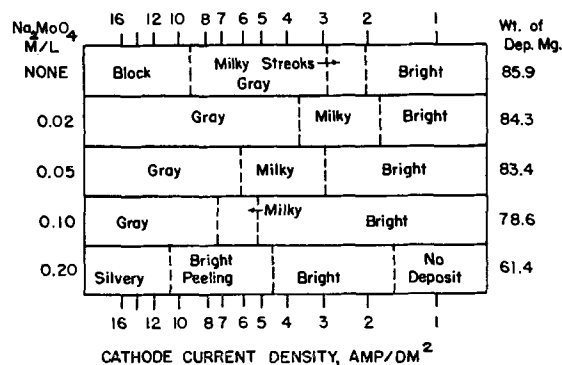 Na2MoO4 M/L
16 12 10 8 7 6 5 4 3 2 1
Wt. of Dep. Mg.
NONE
Black
Milky Streaks →
Gray
Bright
85.9
0.02
Gray
Milky
Bright
84.3
0.05
Gray
Milky
Bright
83.4
0.10
Gray
←Milky
Bright
78.6
0.20
Silvery
Bright Peeling
Bright
No Deposit
61.4
16 12 10 8 7 6 5 4 3 2 1
CATHODE CURRENT DENSITY, AMP/DM2